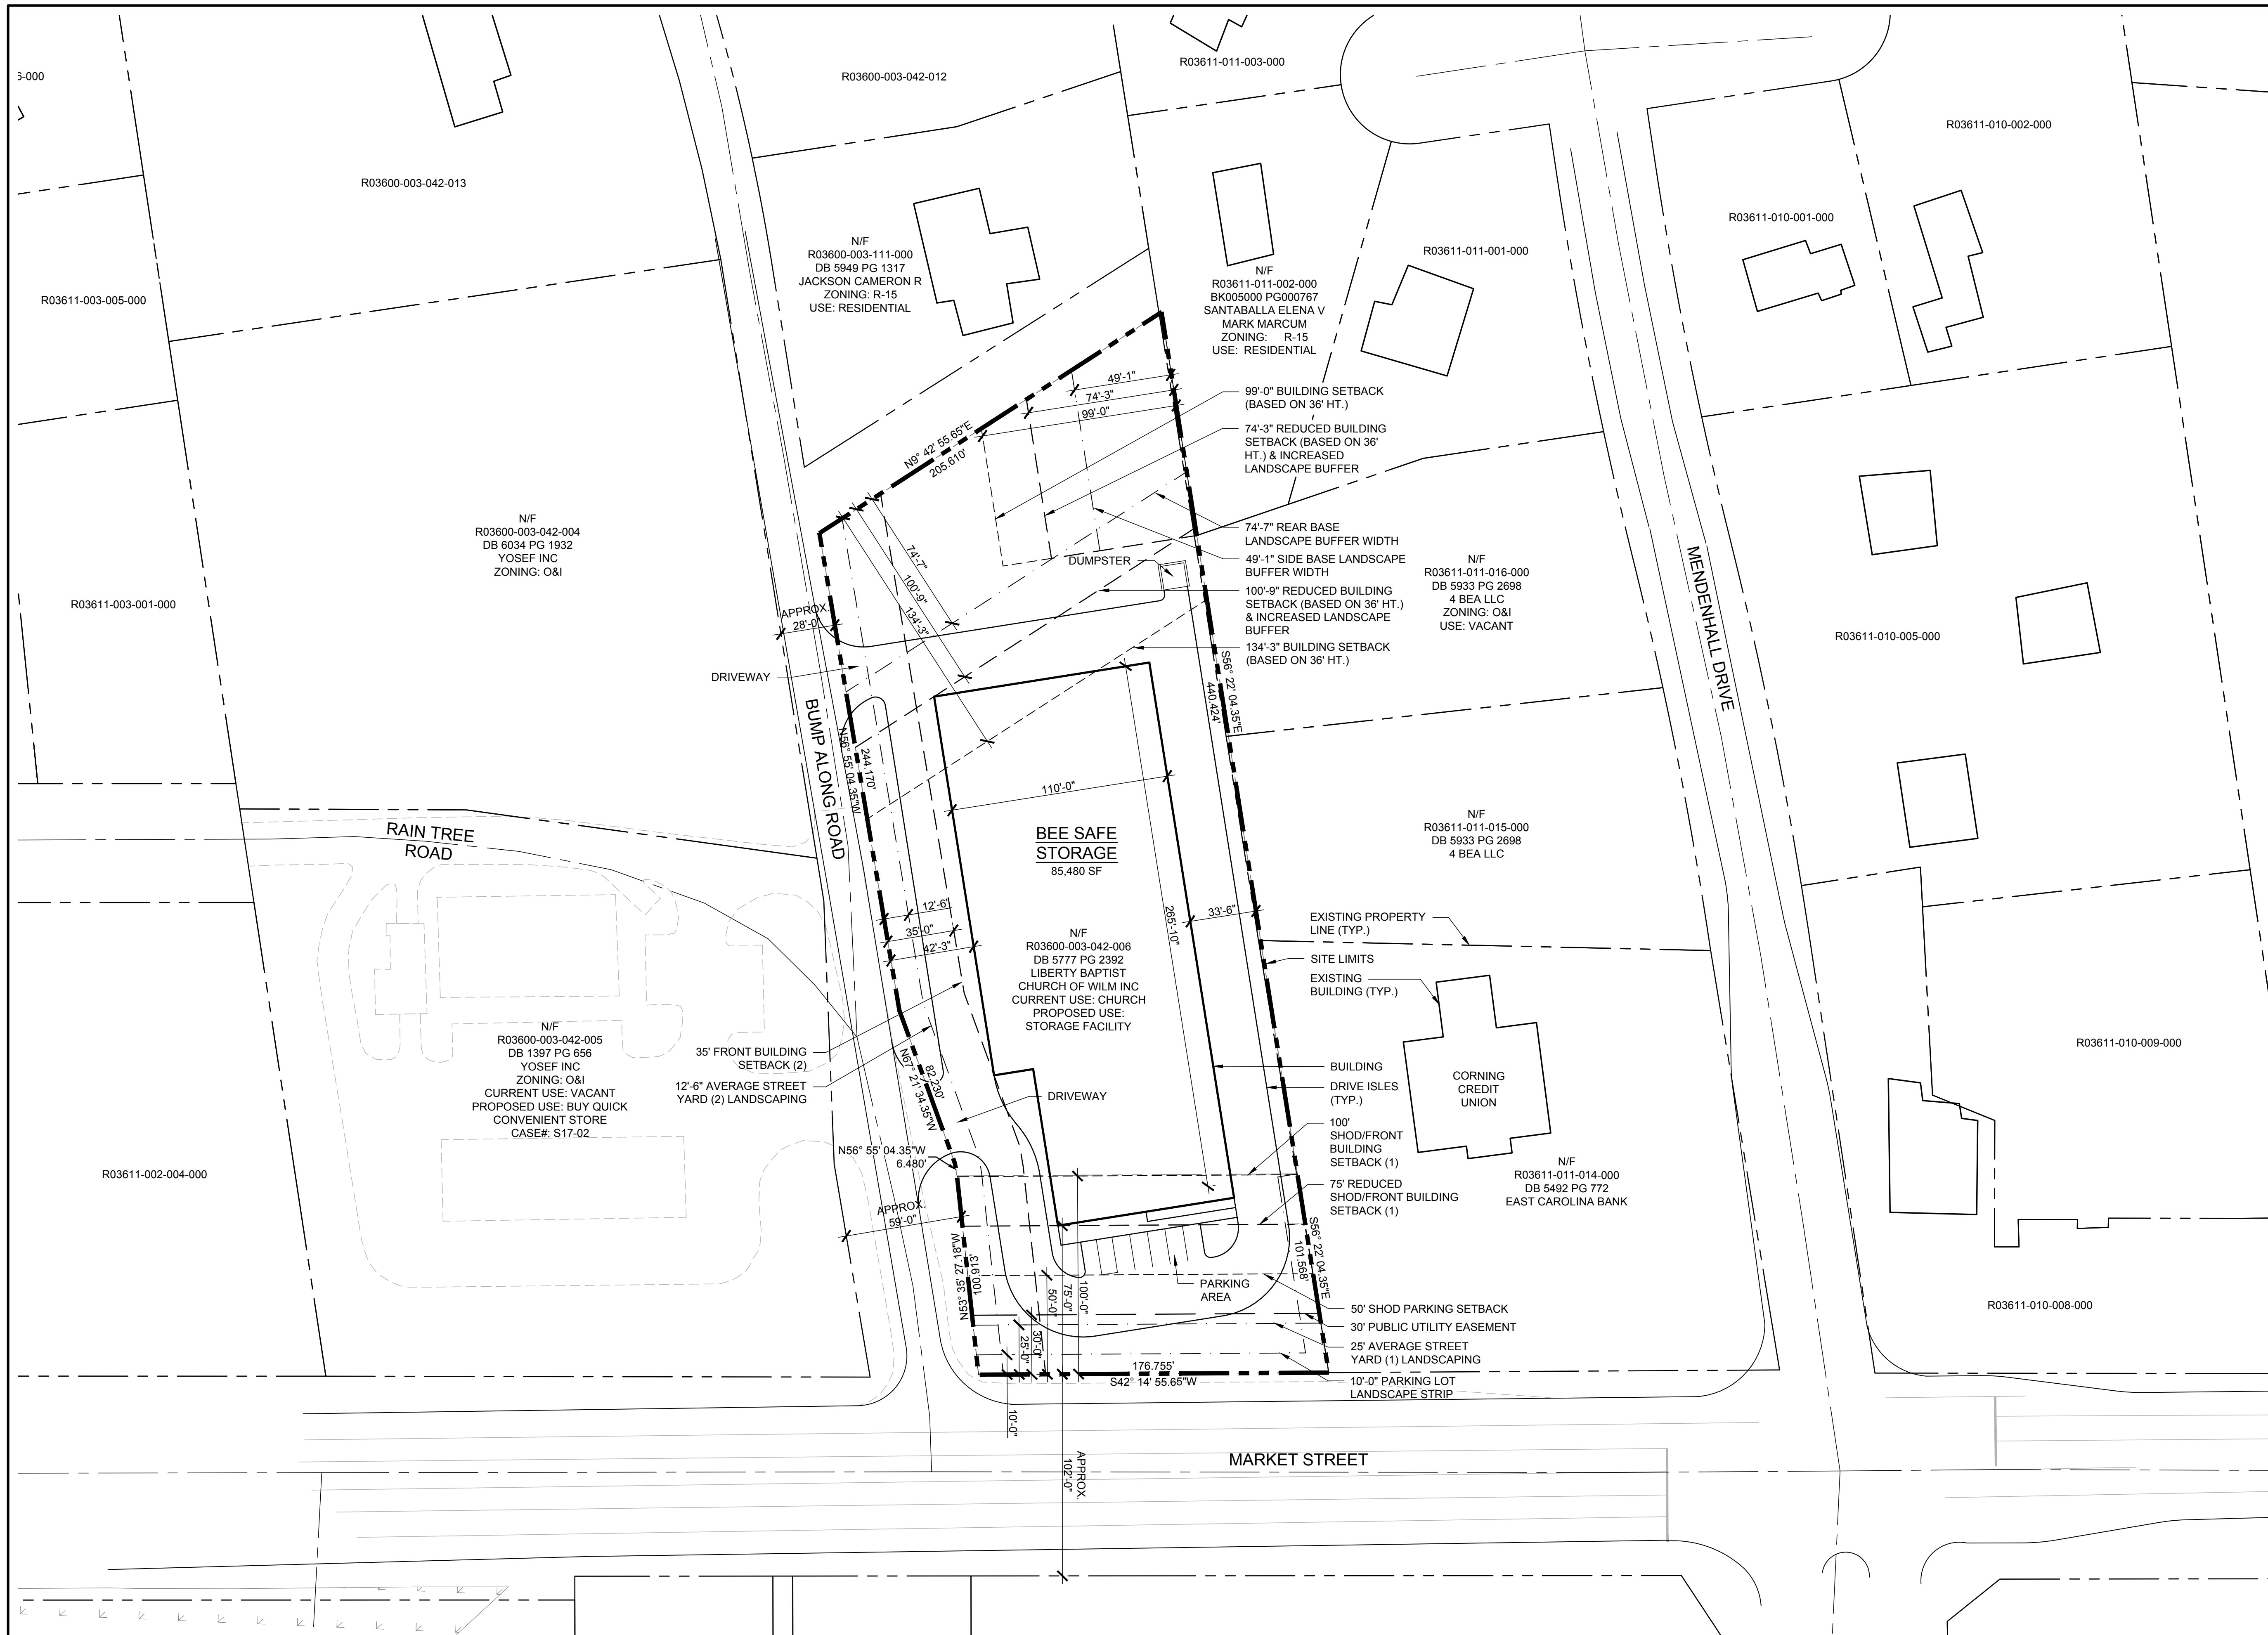 6-000
R03600-003-042-012
R03611-011-003-000
R03611-010-002-000
R03600-003-042-013
R03611-010-001-000
N/F
R03600-003-111-000
DB 5949 PG 1317
JACKSON CAMERON R
ZONING: R-15
USE: RESIDENTIAL
R03611-011-001-000
N/F
R03611-011-002-000
BK005000 PG000767
SANTABALLA ELENA V
MARK MARCUM
ZONING: R-15
USE: RESIDENTIAL
R03611-003-005-000
49'-1"
74'-3"
99'-0"
99'-0" BUILDING SETBACK
(BASED ON 36' HT.)
74'-3" REDUCED BUILDING
SETBACK (BASED ON 36'
HT.) & INCREASED
LANDSCAPE BUFFER
N9° 42' 55.65"E
205.610'
74'-7" REAR BASE
LANDSCAPE BUFFER WIDTH
49'-1" SIDE BASE LANDSCAPE
BUFFER WIDTH
100'-9" REDUCED BUILDING
SETBACK (BASED ON 36' HT.)
& INCREASED LANDSCAPE
BUFFER
134'-3" BUILDING SETBACK
(BASED ON 36' HT.)
N/F
R03600-003-042-004
DB 6034 PG 1932
YOSEF INC
ZONING: O&I
DUMPSTER
74'-7"
100'-9"
134'-3"
N/F
R03611-011-016-000
DB 5933 PG 2698
4 BEA LLC
ZONING: O&I
USE: VACANT
MENDENHALL DRIVE
R03611-003-001-000
APPROX.
28'-0"
R03611-010-005-000
DRIVEWAY
BUMP ALONG ROAD
N56° 55' 04.35"W
244.170'
S56° 22' 04.35"E
440.424'
110'-0"
RAIN TREE
ROAD
BEE SAFE
STORAGE
85,480 SF
N/F
R03611-011-015-000
DB 5933 PG 2698
4 BEA LLC
12'-6"
35'-0"
42'-3"
265'-10"
33'-6"
EXISTING PROPERTY
LINE (TYP.)
SITE LIMITS
EXISTING
BUILDING (TYP.)
N/F
R03600-003-042-006
DB 5777 PG 2392
LIBERTY BAPTIST
CHURCH OF WILM INC
CURRENT USE: CHURCH
PROPOSED USE:
STORAGE FACILITY
N/F
R03600-003-042-005
DB 1397 PG 656
YOSEF INC
ZONING: O&I
CURRENT USE: VACANT
PROPOSED USE: BUY QUICK
CONVENIENT STORE
CASE#: S17-02
35' FRONT BUILDING
SETBACK (2)
12'-6" AVERAGE STREET
YARD (2) LANDSCAPING
N67° 21' 34.35"W
82.230'
DRIVEWAY
BUILDING
DRIVE ISLES
(TYP.)
CORNING
CREDIT
UNION
R03611-010-009-000
100'
SHOD/FRONT
BUILDING
SETBACK (1)
75' REDUCED
SHOD/FRONT BUILDING
SETBACK (1)
N56° 55' 04.35"W
6.480'
R03611-002-004-000
N/F
R03611-011-014-000
DB 5492 PG 772
EAST CAROLINA BANK
APPROX.
59'-0"
N53° 35' 27.18"W
100.913'
S56° 22' 04.35"E
101.568'
PARKING
AREA
100'-0"
75'-0"
50'-0"
30'-0"
25'-0"
50' SHOD PARKING SETBACK
30' PUBLIC UTILITY EASEMENT
25' AVERAGE STREET
YARD (1) LANDSCAPING
10'-0" PARKING LOT
LANDSCAPE STRIP
R03611-010-008-000
176.755'
S42° 14' 55.65"W
10'-0"
MARKET STREET
APPROX.
102'-0"